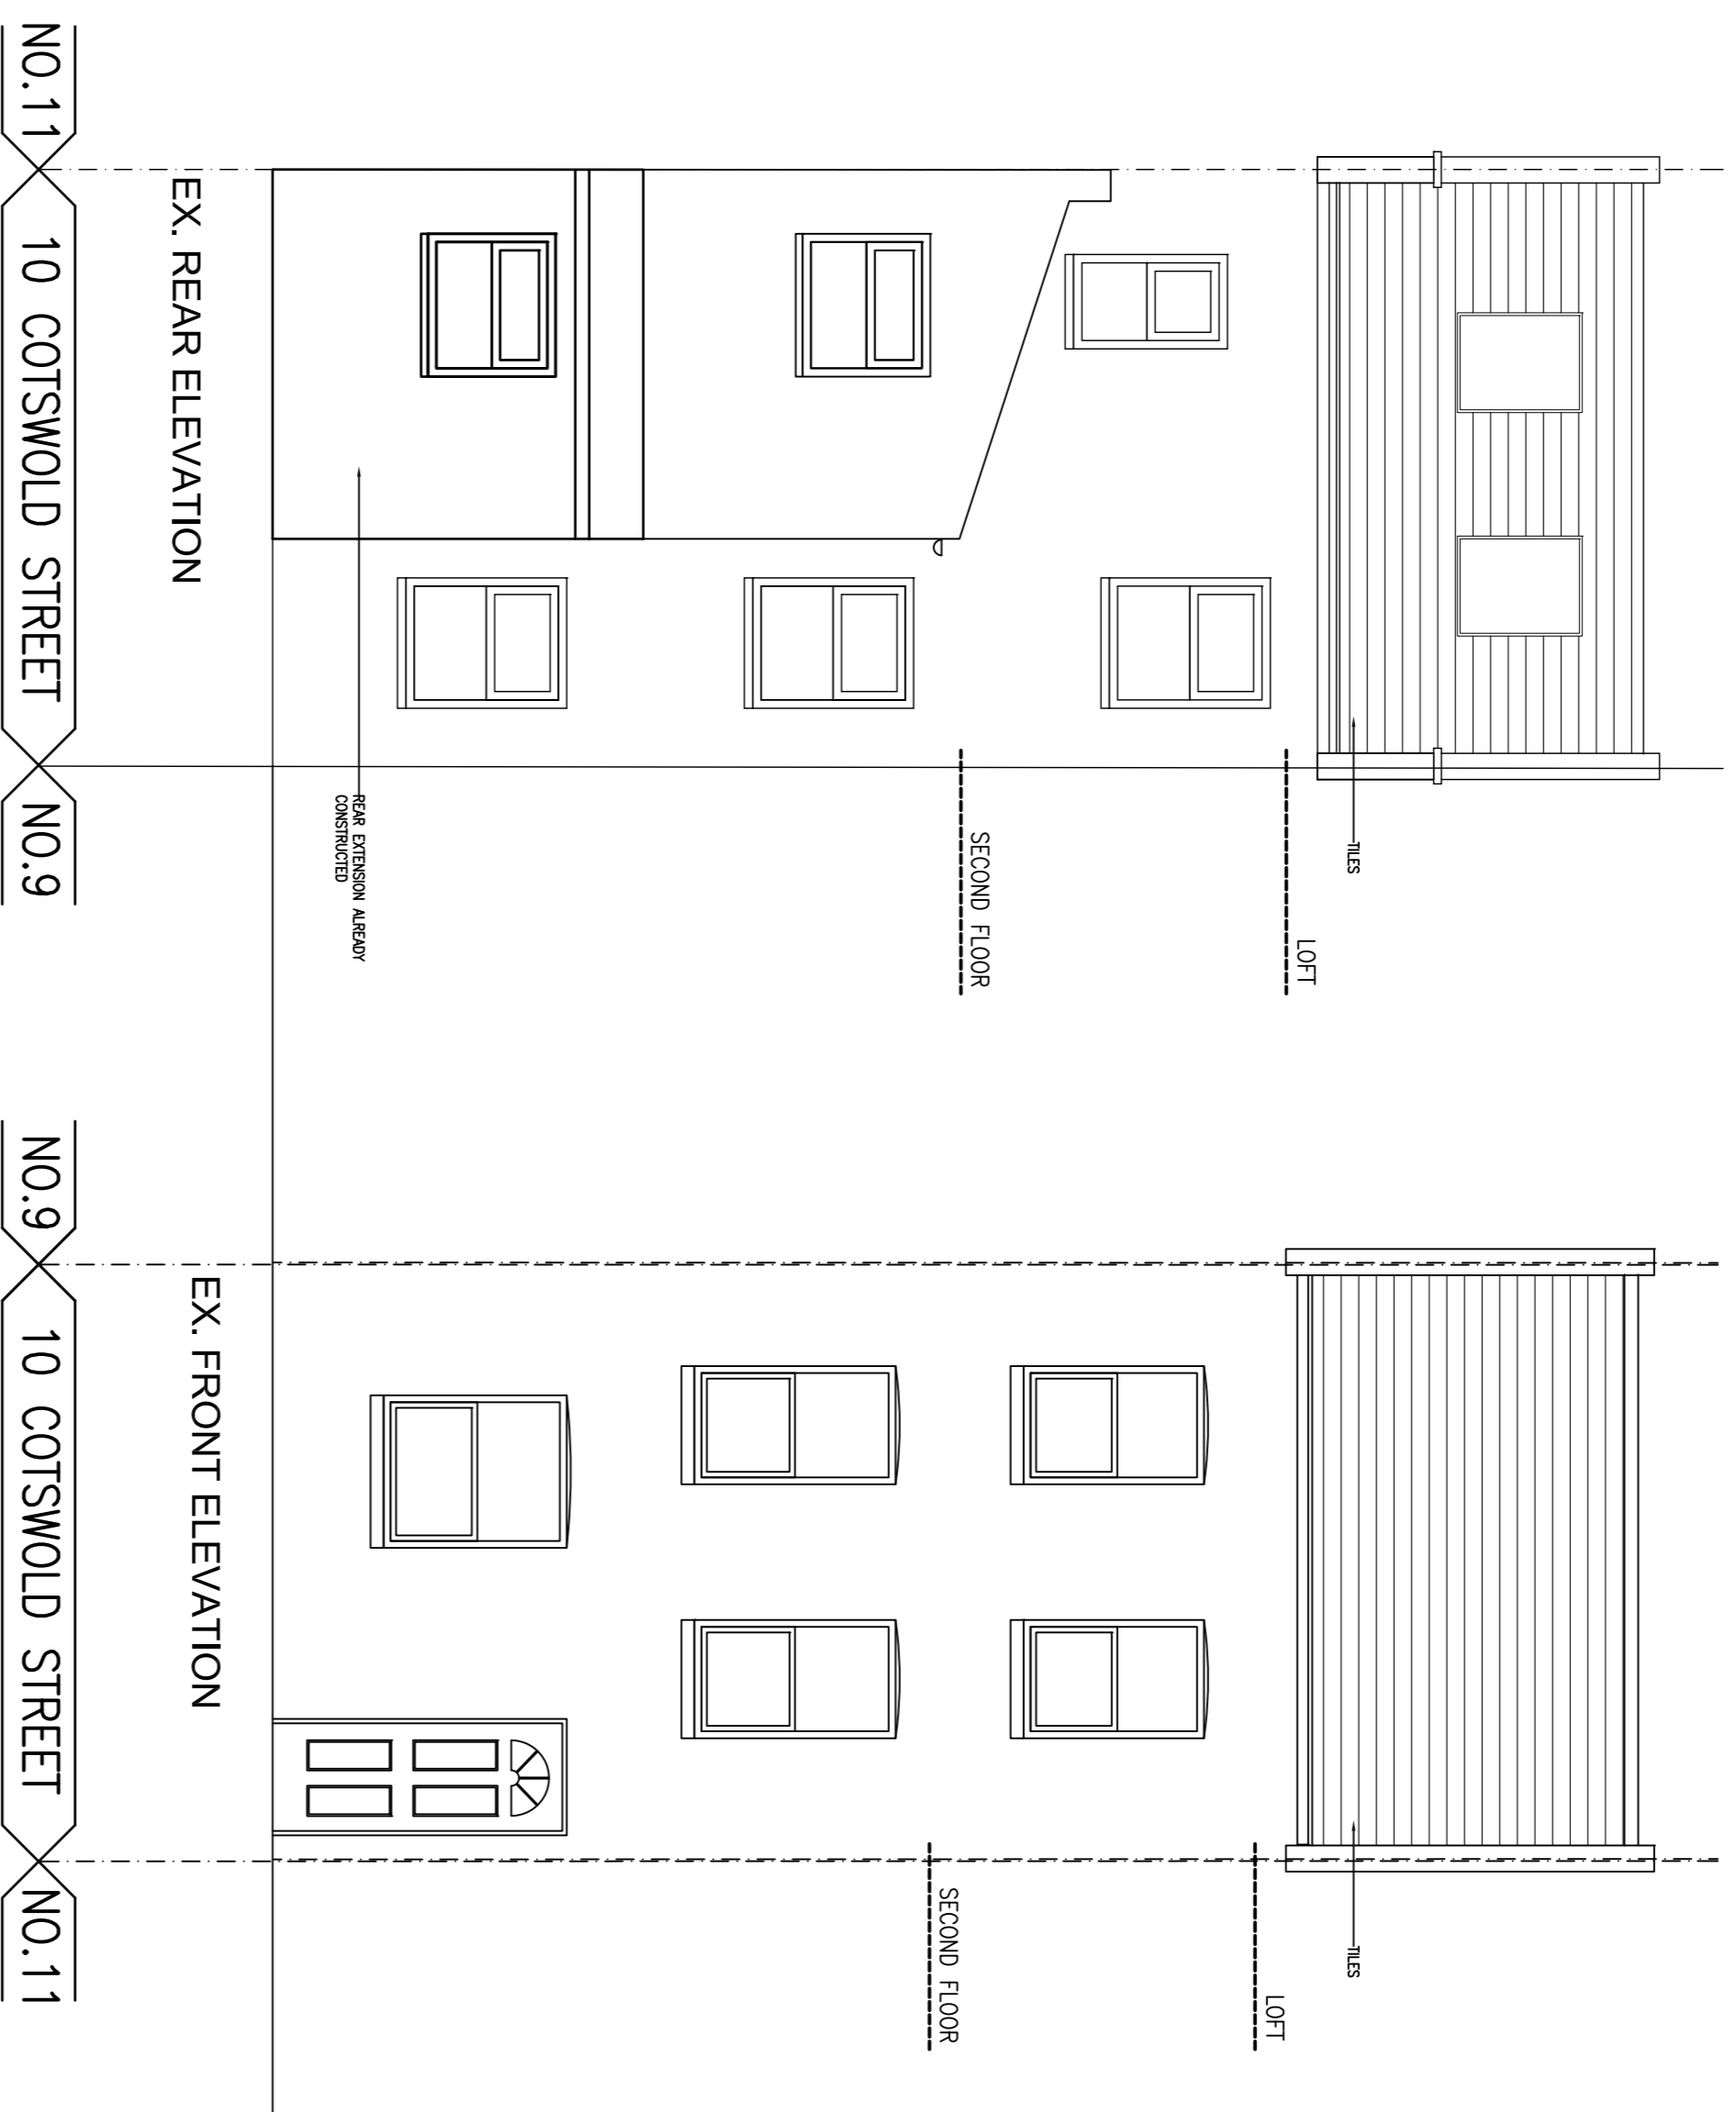 TILES
LOFT
SECOND FLOOR
REAR EXTENSION ALREADY
CONSTRUCTED
EX. REAR ELEVATION
NO.11
10 COTSWOLD STREET
NO.9
TILES
LOFT
SECOND FLOOR
EX. FRONT ELEVATION
NO.9
10 COTSWOLD STREET
NO.11